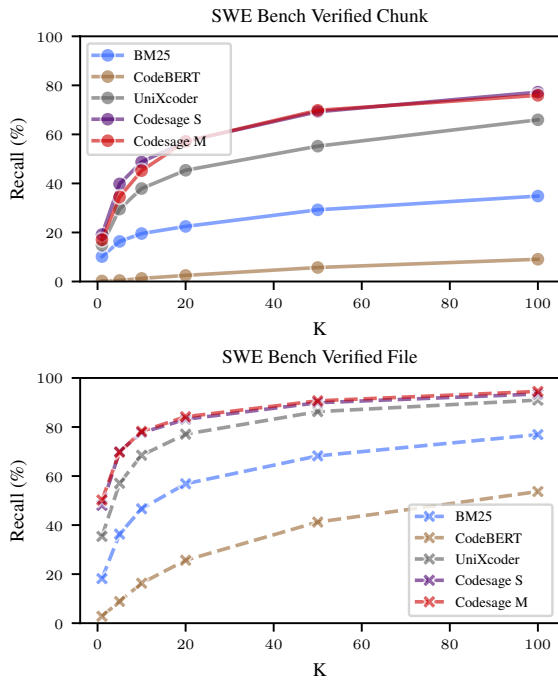 SWE Bench Verified Chunk
100
80
60
40
20
0
Recall (%)
BM25
CodeBERT
UniXcoder
Codesage S
Codesage M
0
20
40
60
80
100
K
SWE Bench Verified File
100
80
60
40
20
0
Recall (%)
BM25
CodeBERT
UniXcoder
Codesage S
Codesage M
0
20
40
60
80
100
K